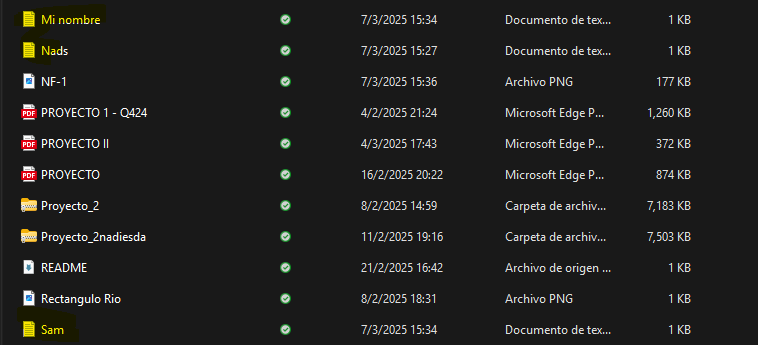 Mi nombre 7/3/2025 15:34 Documento de tex... 1 KB
Nads 7/3/2025 15:27 Documento de tex... 1 KB
NF-1 7/3/2025 15:36 Archivo PNG 177 KB
PDF PROYECTO 1 - Q424 4/2/2025 21:24 Microsoft Edge P... 1,260 KB
PDF PROYECTO II 4/3/2025 17:43 Microsoft Edge P... 372 KB
PDF PROYECTO 16/2/2025 20:22 Microsoft Edge P... 874 KB
Proyecto_2 8/2/2025 14:59 Carpeta de archiv... 7,183 KB
Proyecto_2nadiesda 11/2/2025 19:16 Carpeta de archiv... 7,503 KB
README 21/2/2025 16:42 Archivo de origen ... 1 KB
Rectangulo Rio 8/2/2025 18:31 Archivo PNG 1 KB
Sam 7/3/2025 15:34 Documento de tex... 1 KB